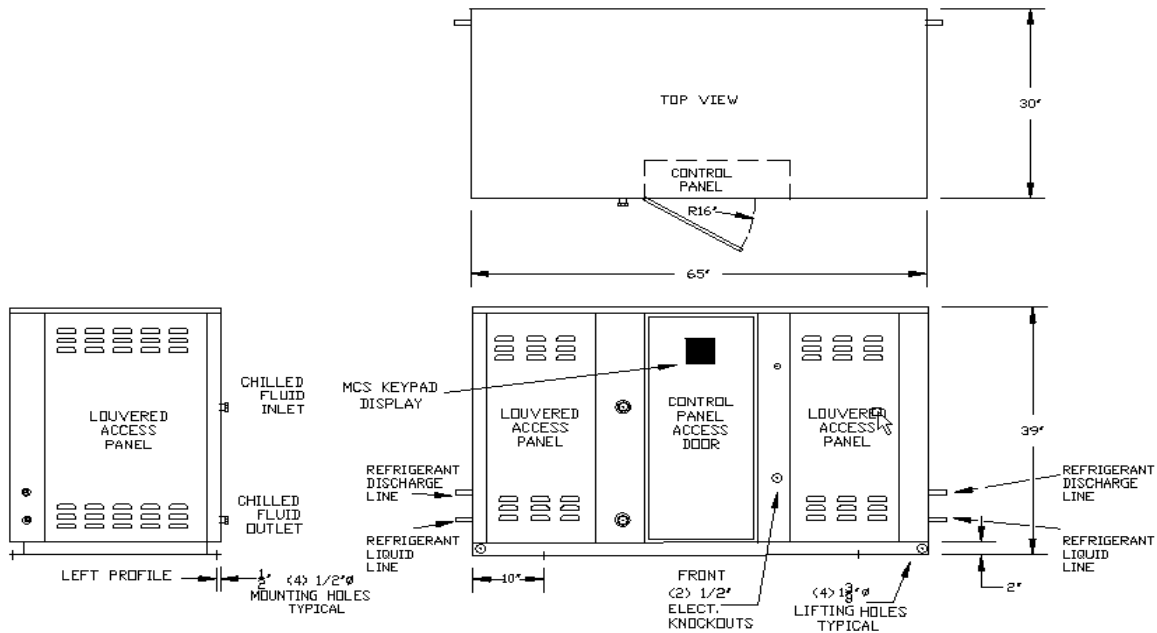 TOP VIEW
30"
CONTROL
PANEL
R16"
65"
CHILLED
FLUID
INLET
LOUVERED
ACCESS
PANEL
CHILLED
FLUID
OUTLET
LEFT PROFILE
1/2" (4) 1/2"Ø
MOUNTING HOLES
TYPICAL
MCS KEYPAD
DISPLAY
LOUVERED
ACCESS
PANEL
CONTROL
PANEL
ACCESS
DOOR
LOUVERED
ACCESS
PANEL
39"
REFRIGERANT
DISCHARGE
LINE
REFRIGERANT
LIQUID
LINE
REFRIGERANT
DISCHARGE
LINE
REFRIGERANT
LIQUID
LINE
10"
FRONT
(2) 1/2"
ELECT.
KNOCKOUTS
(4)
LIFTING HOLES
TYPICAL
2"